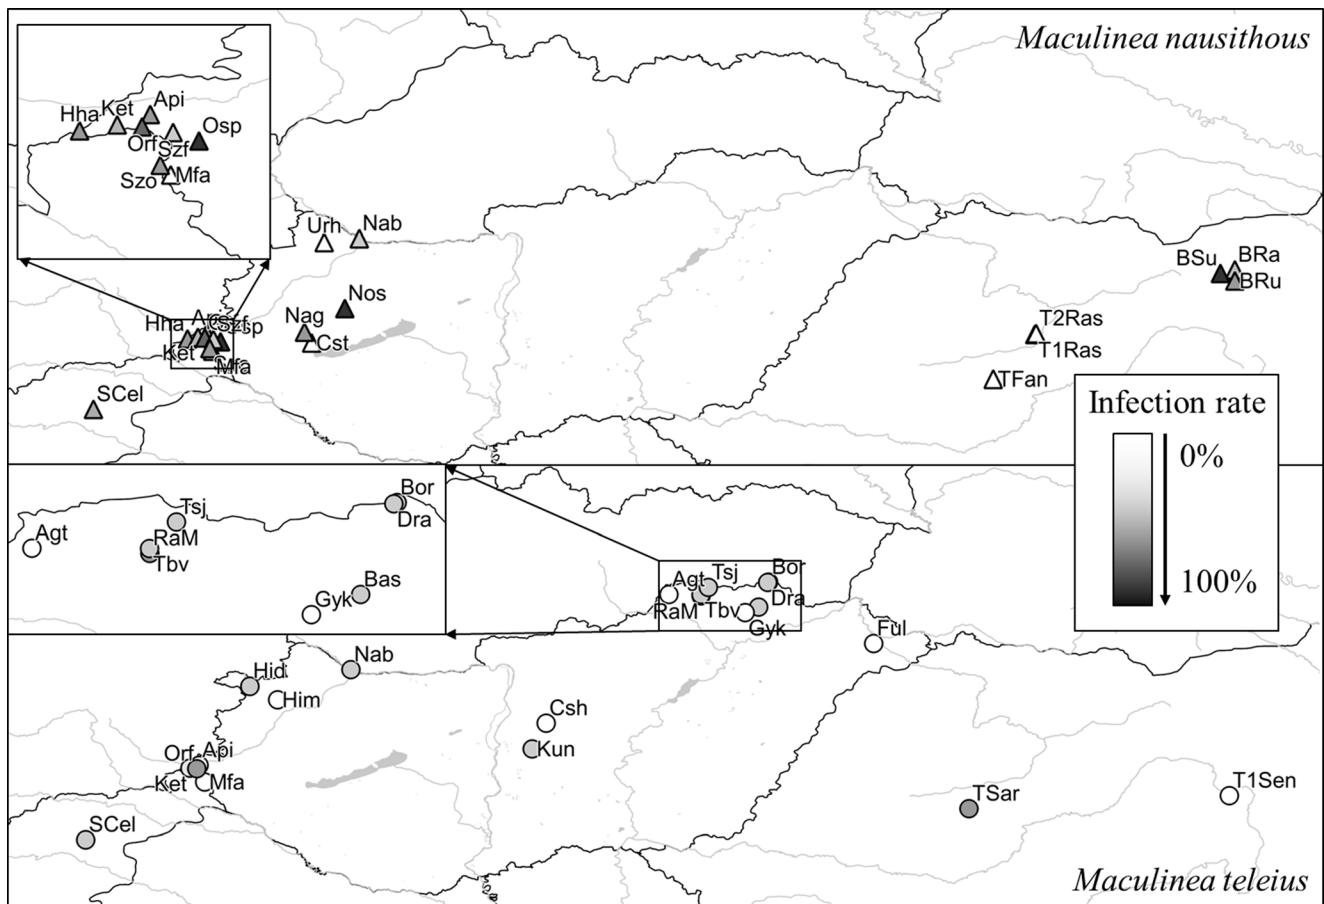 Maculinea nausithous
Hha
Ket
Api
Orf
Szf
Osp
Szo
Mfa
Urh
Nab
Nos
Nag
Cst
Hha
Ket
Mfa
SCel
BSu
BRa
BRu
T2Ras
T1Ras
TFan
Infection rate
0%
100%
Agt
Tsj
RaM
Tbv
Bor
Dra
Bas
Gyk
Agt
Tsj
Bor
RaM
Tbv
Dra
Gyk
Ful
Hid
Nab
Him
Csh
Kun
Orf
Api
Ket
Mfa
SCel
TSar
T1Sen
Maculinea teleius